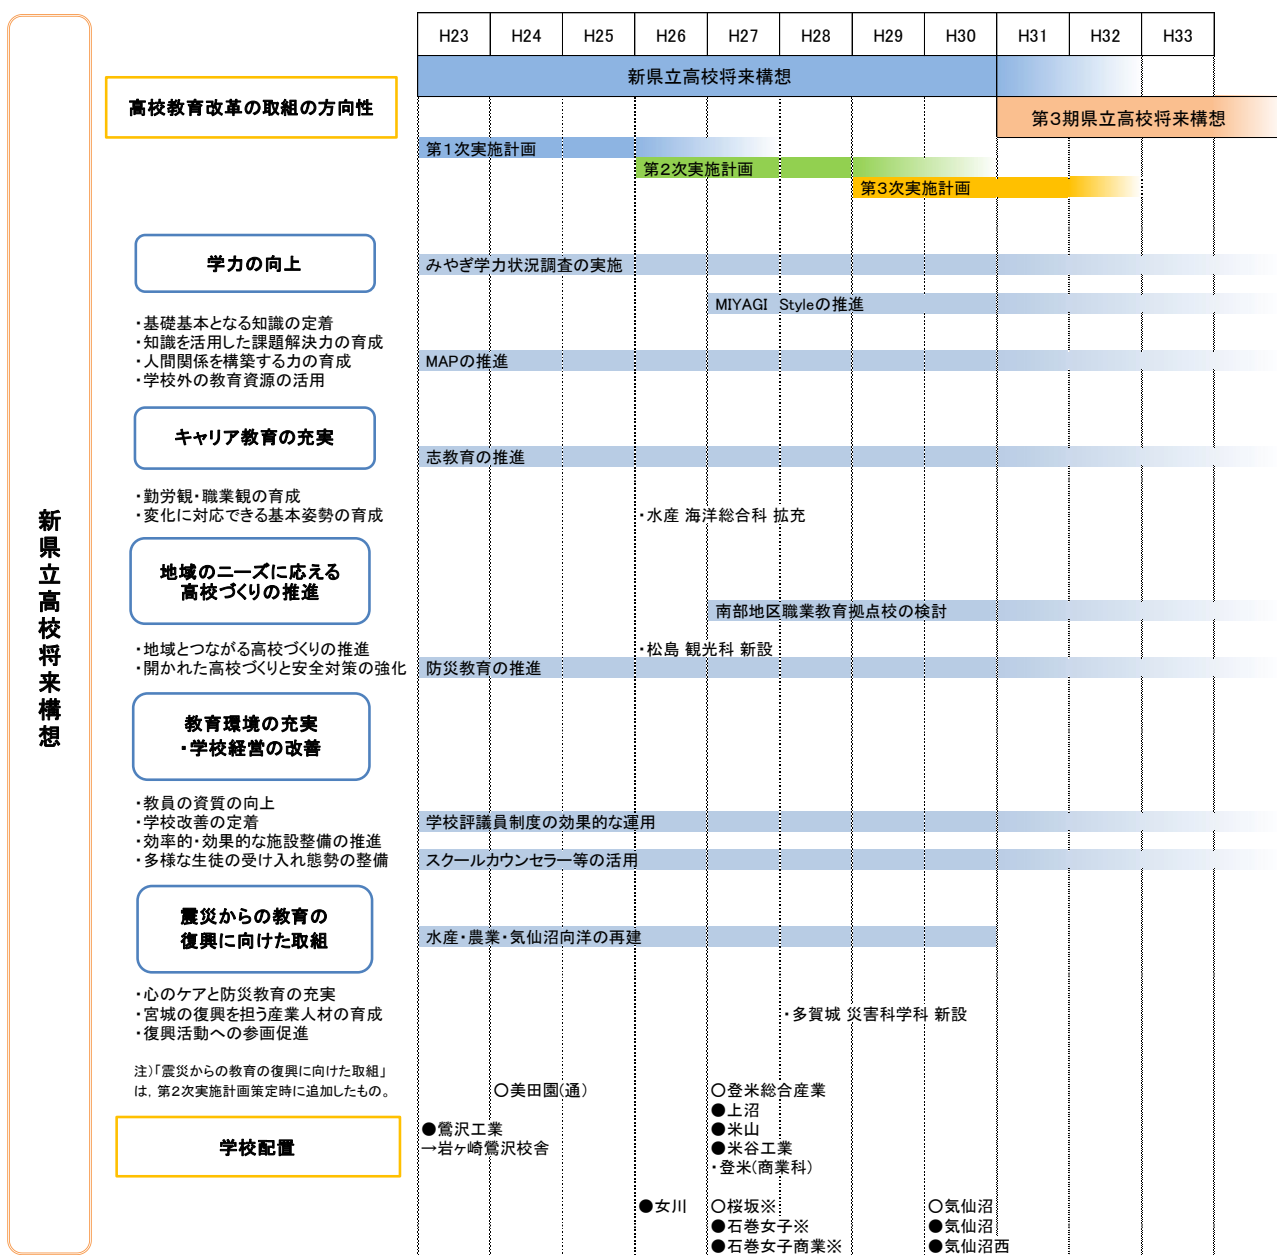 新県立高校将来構想
H23 H24 H25 H26 H27 H28 H29 H30 H31 H32 H33
新県立高校将来構想
高校教育改革の取組の方向性
第3期県立高校将来構想
第1次実施計画
第2次実施計画
第3次実施計画
学力の向上
みやぎ学力状況調査の実施
MIYAGI Styleの推進
・基礎基本となる知識の定着
・知識を活用した課題解決力の育成
・人間関係を構築する力の育成
・学校外の教育資源の活用
MAPの推進
キャリア教育の充実
志教育の推進
・勤労観・職業観の育成
・変化に対応できる基本姿勢の育成
・水産 海洋総合科 拡充
地域のニーズに応える
高校づくりの推進
南部地区職業教育拠点校の検討
・地域とつながる高校づくりの推進
・開かれた高校づくりと安全対策の強化
・松島 観光科 新設
防災教育の推進
教育環境の充実
・学校経営の改善
・教員の資質の向上
・学校改善の定着
・効率的・効果的な施設整備の推進
・多様な生徒の受け入れ態勢の整備
学校評議員制度の効果的な運用
スクールカウンセラー等の活用
震災からの教育の
復興に向けた取組
水産・農業・気仙沼向洋の再建
・心のケアと防災教育の充実
・宮城の復興を担う産業人材の育成
・復興活動への参画促進
・多賀城 災害科学科 新設
注)「震災からの教育の復興に向けた取組」
は，第2次実施計画策定時に追加したもの。
学校配置
○美田園(通)
●鶯沢工業
→岩ヶ崎鶯沢校舎
○登米総合産業
●上沼
●米山
●米谷工業
・登米(商業科)
●女川
○桜坂※
●石巻女子※
●石巻女子商業※
○気仙沼
●気仙沼
●気仙沼西